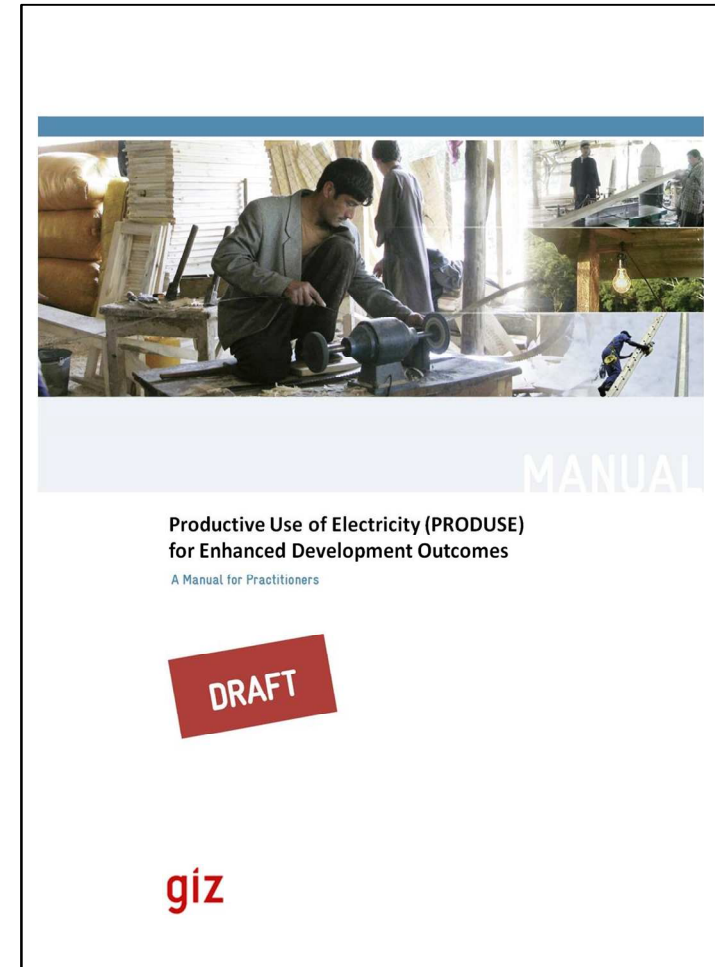 MANUAL
Productive Use of Electricity (PRODUSE)
for Enhanced Development Outcomes
A Manual for Practitioners
DRAFT
giz